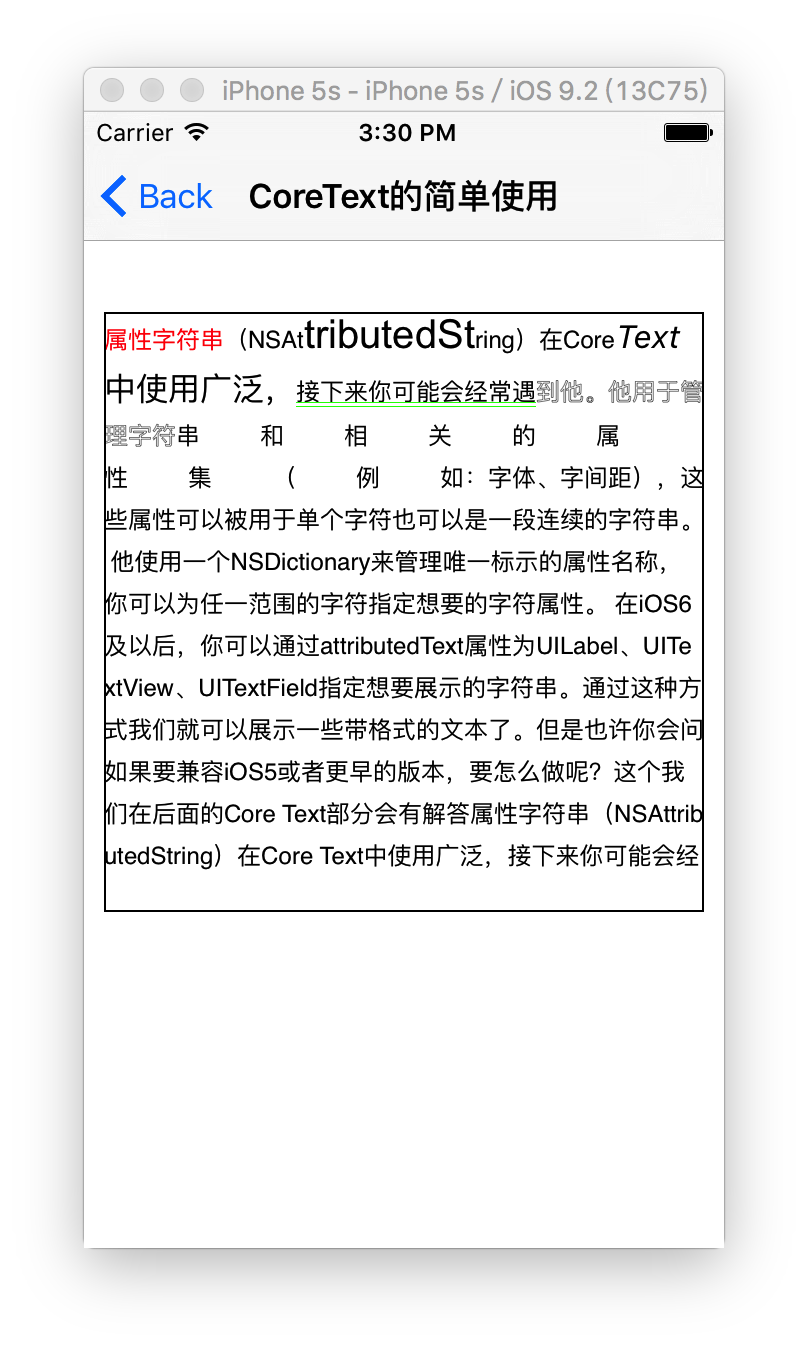 iPhone 5s - iPhone 5s / iOS 9.2 (13C75)
Carrier 3:30 PM
Back CoreText的简单使用
属性字符串（NSAttributedString）在CoreText
中使用广泛，接下来你可能会经常遇到他。他用于管
理字符串 和 相 关 的 属
性 集 （ 例 如：字体、字间距），这
些属性可以被用于单个字符也可以是一段连续的字符串。
他使用一个NSDictionary来管理唯一标示的属性名称，
你可以为任一范围的字符指定想要的字符属性。 在iOS6
及以后，你可以通过attributedText属性为UILabel、UITe
xtView、UITextField指定想要展示的字符串。通过这种方
式我们就可以展示一些带格式的文本了。但是也许你会问
如果要兼容iOS5或者更早的版本，要怎么做呢？这个我
们在后面的Core Text部分会有解答属性字符串（NSAttrib
utedString）在Core Text中使用广泛，接下来你可能会经